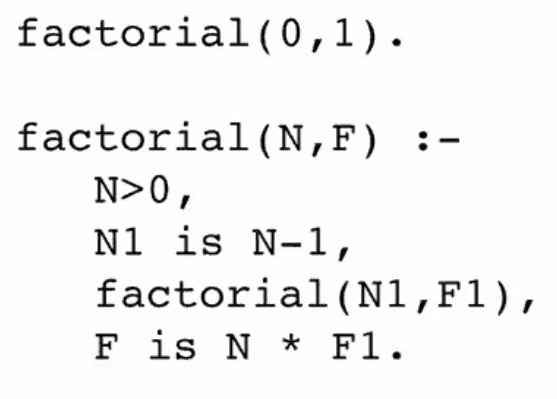 factorial(0,1).
factorial(N,F) :-
N>0,
N1 is N-1,
factorial(N1,F1),
F is N * F1.